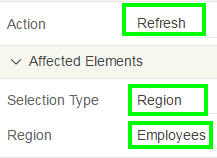 Action Refresh
Affected Elements
Selection Type Region
Region Employees